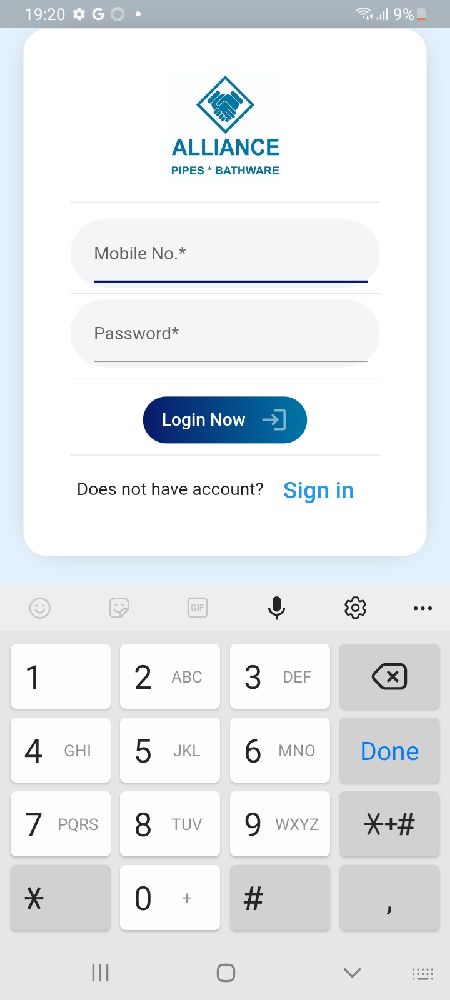 19:20 G 9%
ALLIANCE
PIPES * BATHWARE
Mobile No.*
Password*
Login Now
Does not have account? Sign in
GIF
1 2 ABC 3 DEF
4 GHI 5 JKL 6 MNO Done
7 PQRS 8 TUV 9 WXYZ *+#
* 0 + # ,